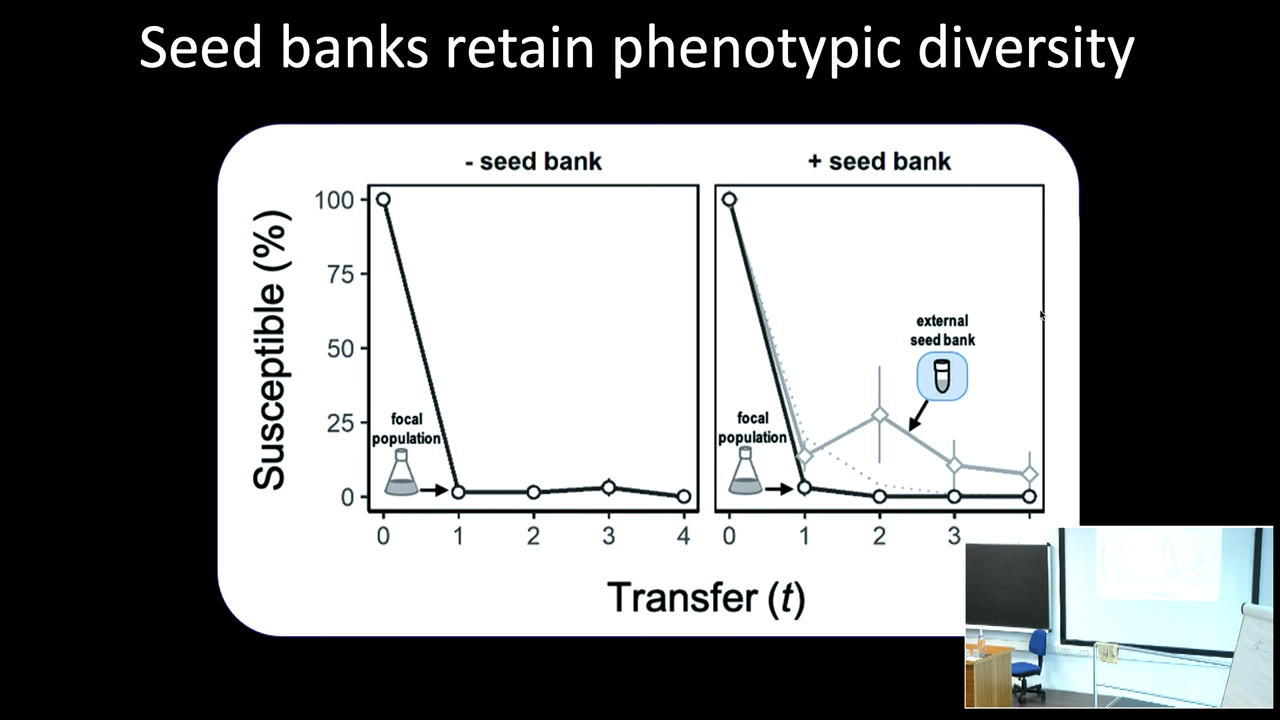 Seed banks retain phenotypic diversity
- seed bank
+ seed bank
Susceptible (%)
100
75
50
25
0
focal
population
focal
population
external
seed bank
0 1 2 3 4
0 1 2 3
Transfer (t)